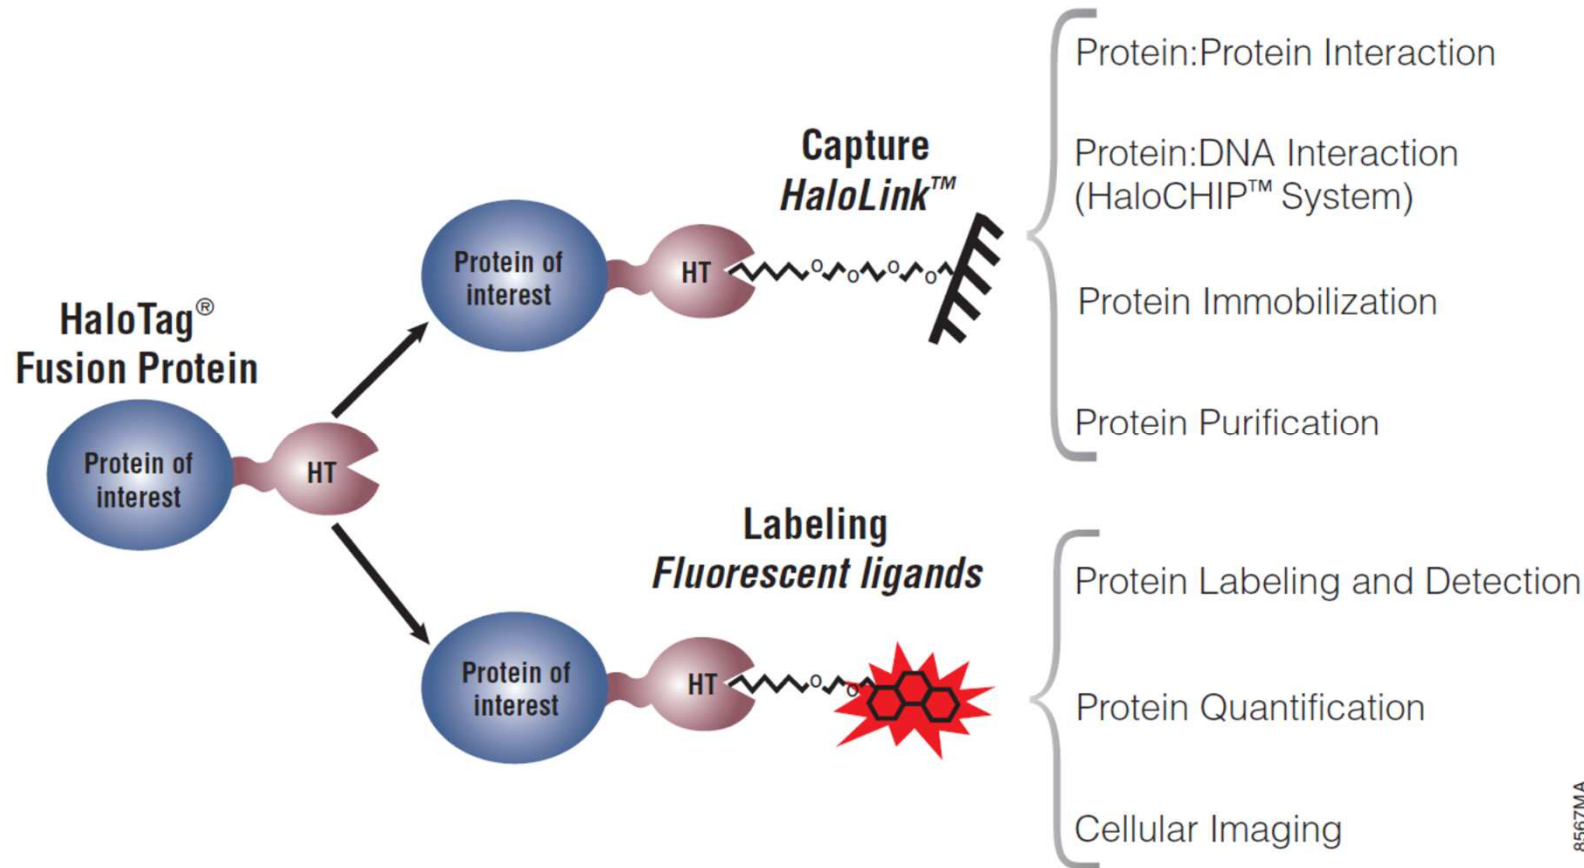 HaloTag®
Fusion Protein
Protein of
interest
HT
Capture
HaloLink™
Protein of
interest
HT
o
o
o
o
Protein:Protein Interaction
Protein:DNA Interaction
(HaloCHIP™ System)
Protein Immobilization
Protein Purification
Labeling
Fluorescent ligands
Protein of
interest
HT
o
o
Protein Labeling and Detection
Protein Quantification
Cellular Imaging
8567MA